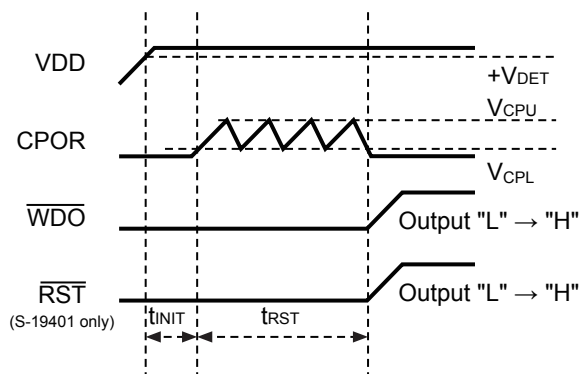 VDD
+VDET
VCPU
CPOR
VCPL
WDO
Output "L" → "H"
RST
Output "L" → "H"
(S-19401 only)
tINIT
tRST